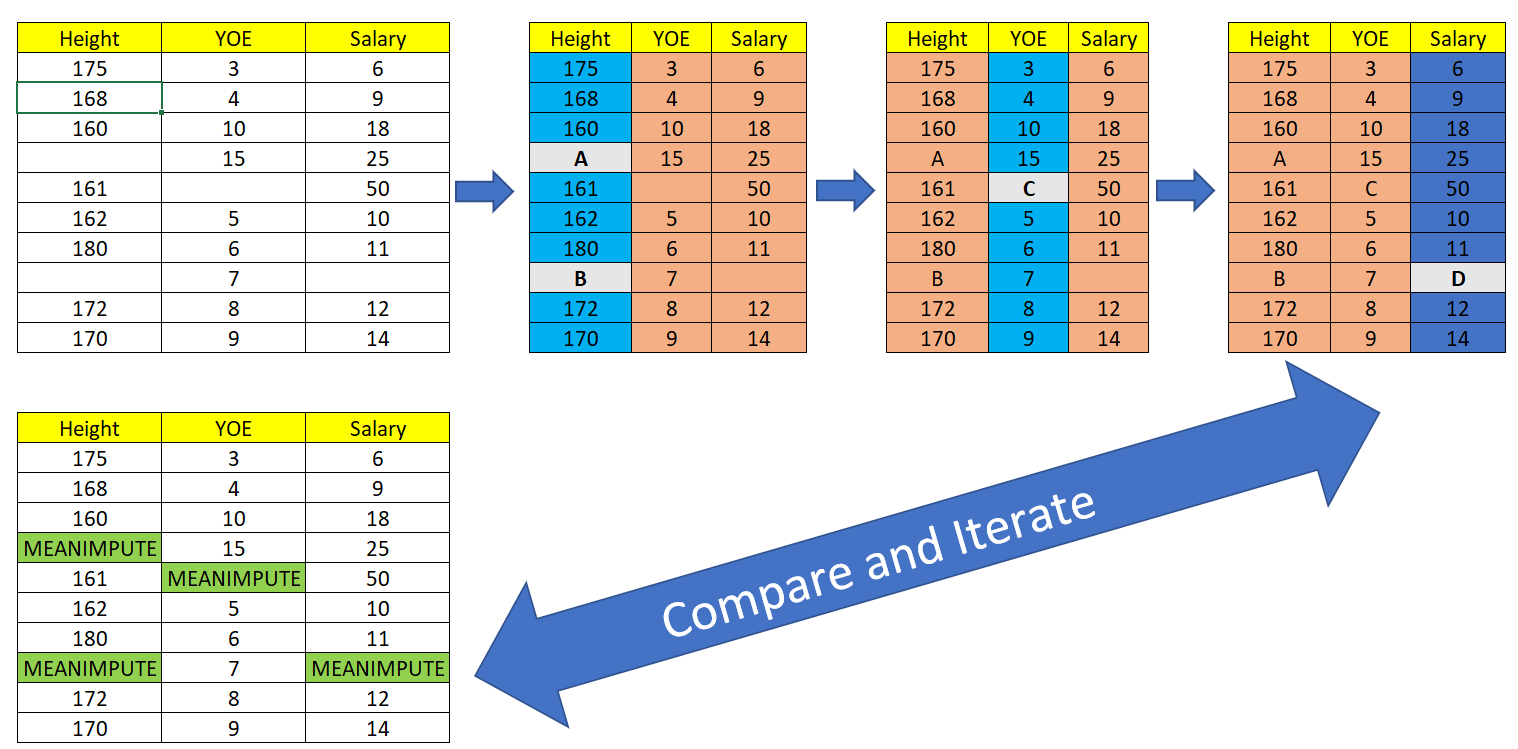 Height YOE Salary
175 3 6
168 4 9
160 10 18
15 25
161 50
162 5 10
180 6 11
7
172 8 12
170 9 14
Height YOE Salary
175 3 6
168 4 9
160 10 18
A 15 25
161 50
162 5 10
180 6 11
B 7
172 8 12
170 9 14
Height YOE Salary
175 3 6
168 4 9
160 10 18
A 15 25
161 C 50
162 5 10
180 6 11
B 7
172 8 12
170 9 14
Height YOE Salary
175 3 6
168 4 9
160 10 18
A 15 25
161 C 50
162 5 10
180 6 11
B 7 D
172 8 12
170 9 14
Height YOE Salary
175 3 6
168 4 9
160 10 18
MEANIMPUTE 15 25
161 MEANIMPUTE 50
162 5 10
180 6 11
MEANIMPUTE 7 MEANIMPUTE
172 8 12
170 9 14
Compare and Iterate